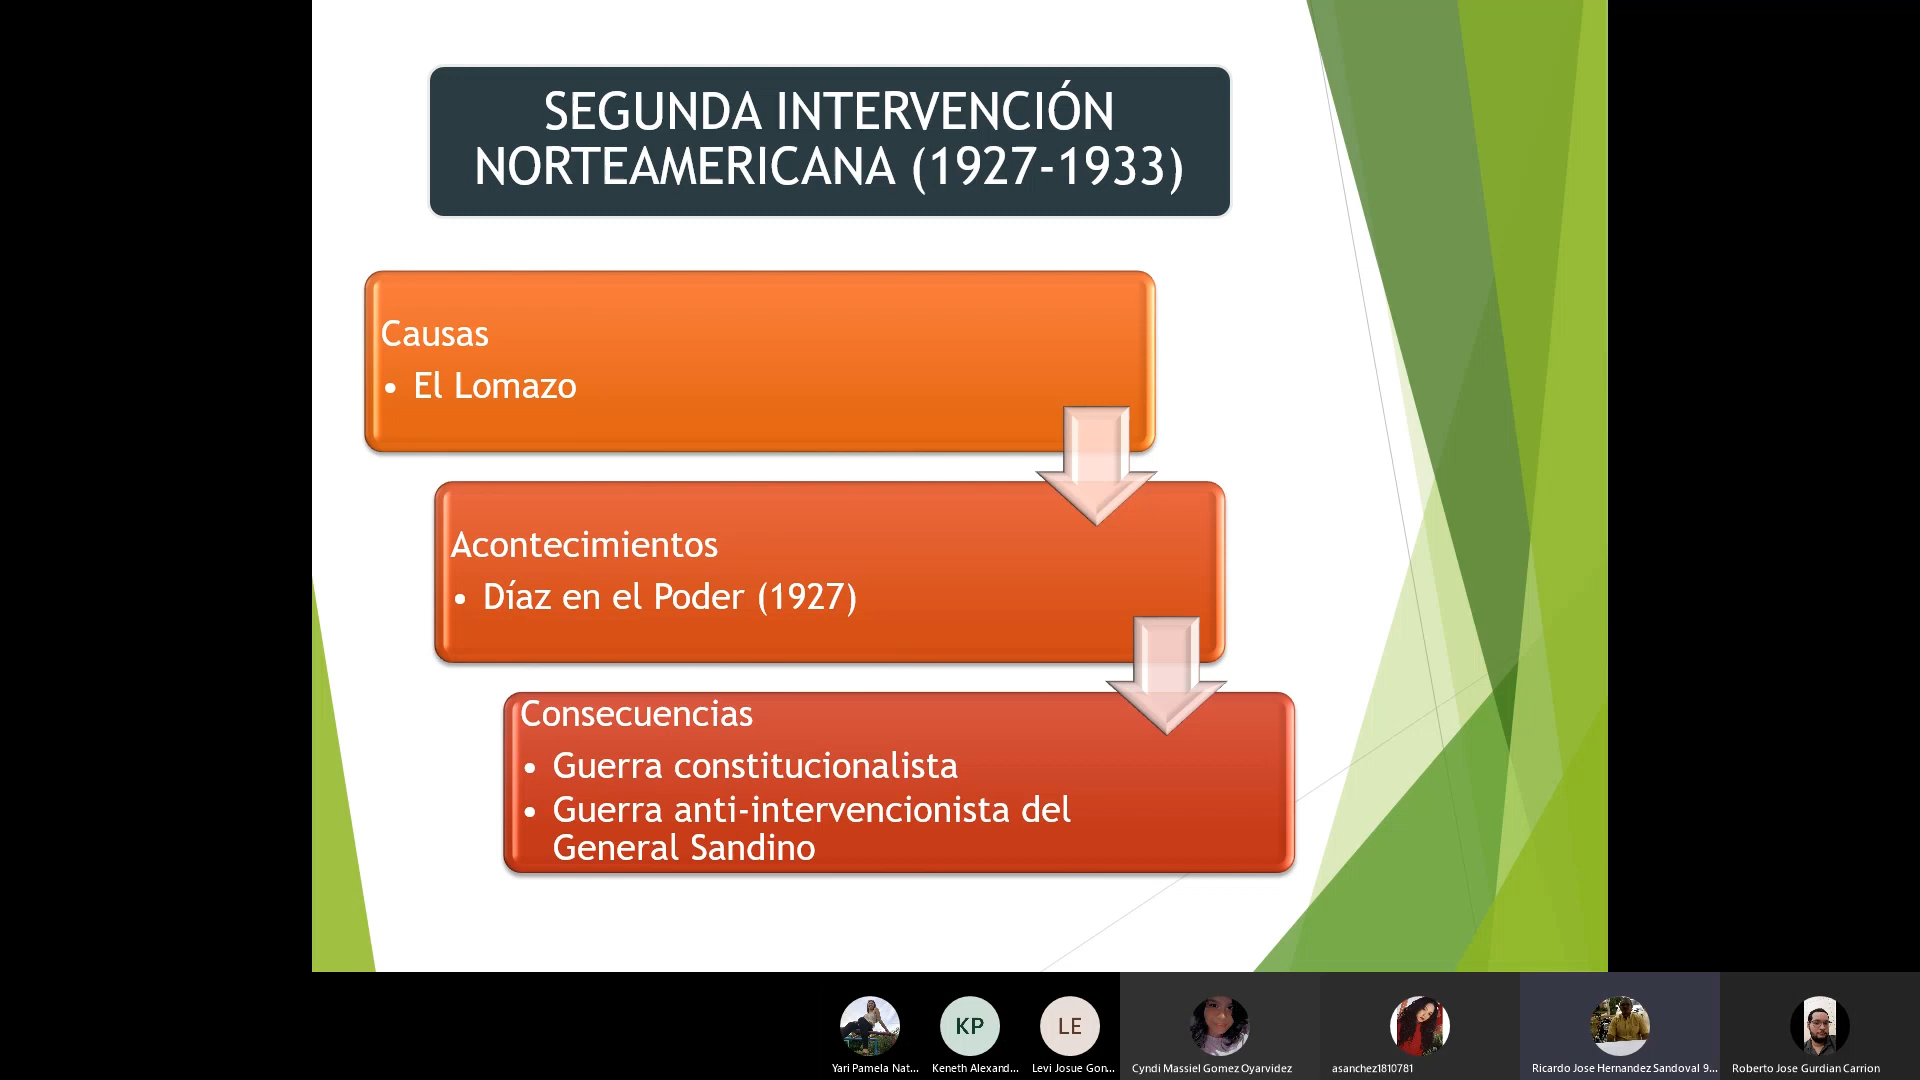 SEGUNDA INTERVENCIÓN
NORTEAMERICANA (1927-1933)
Causas
• El Lomazo
Acontecimientos
• Díaz en el Poder (1927)
Consecuencias
• Guerra constitucionalista
• Guerra anti-intervencionista del
General Sandino
KP
LE
Yari Pamela Nat...
Keneth Alexand...
Levi Josue Gon...
Cyndi Massiel Gomez Oyarvidez
asanchez1810781
Ricardo Jose Hernandez Sandoval 9...
Roberto Jose Gurdian Carrion